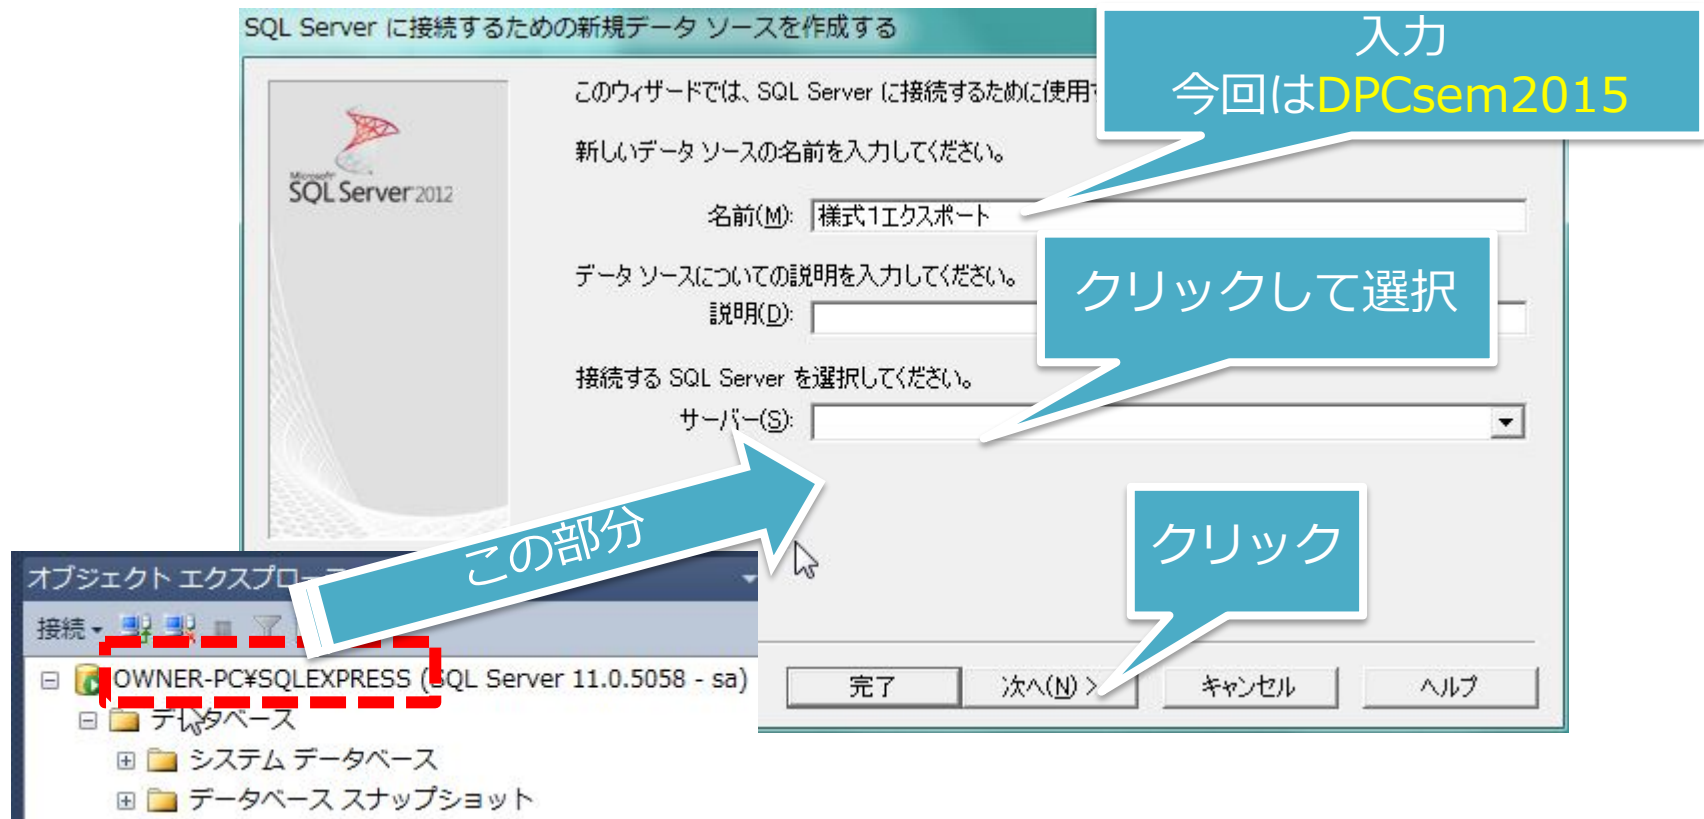 SQL Server に接続するための新規データ ソースを作成する
入力
今回はDPCsem2015
このウィザードでは、SQL Server に接続するために使用
新しいデータ ソースの名前を入力してください。
Microsoft
SQL Server 2012
名前(M): 様式1エクスポート
クリックして選択
データ ソースについての説明を入力してください。
説明(D):
接続する SQL Server を選択してください。
サーバー(S):
この部分
クリック
オブジェクト エクスプロー
接続
OWNER-PC¥SQLEXPRESS (SQL Server 11.0.5058 - sa)
データベース
システム データベース
データベース スナップショット
完了 次へ(N) > キャンセル ヘルプ